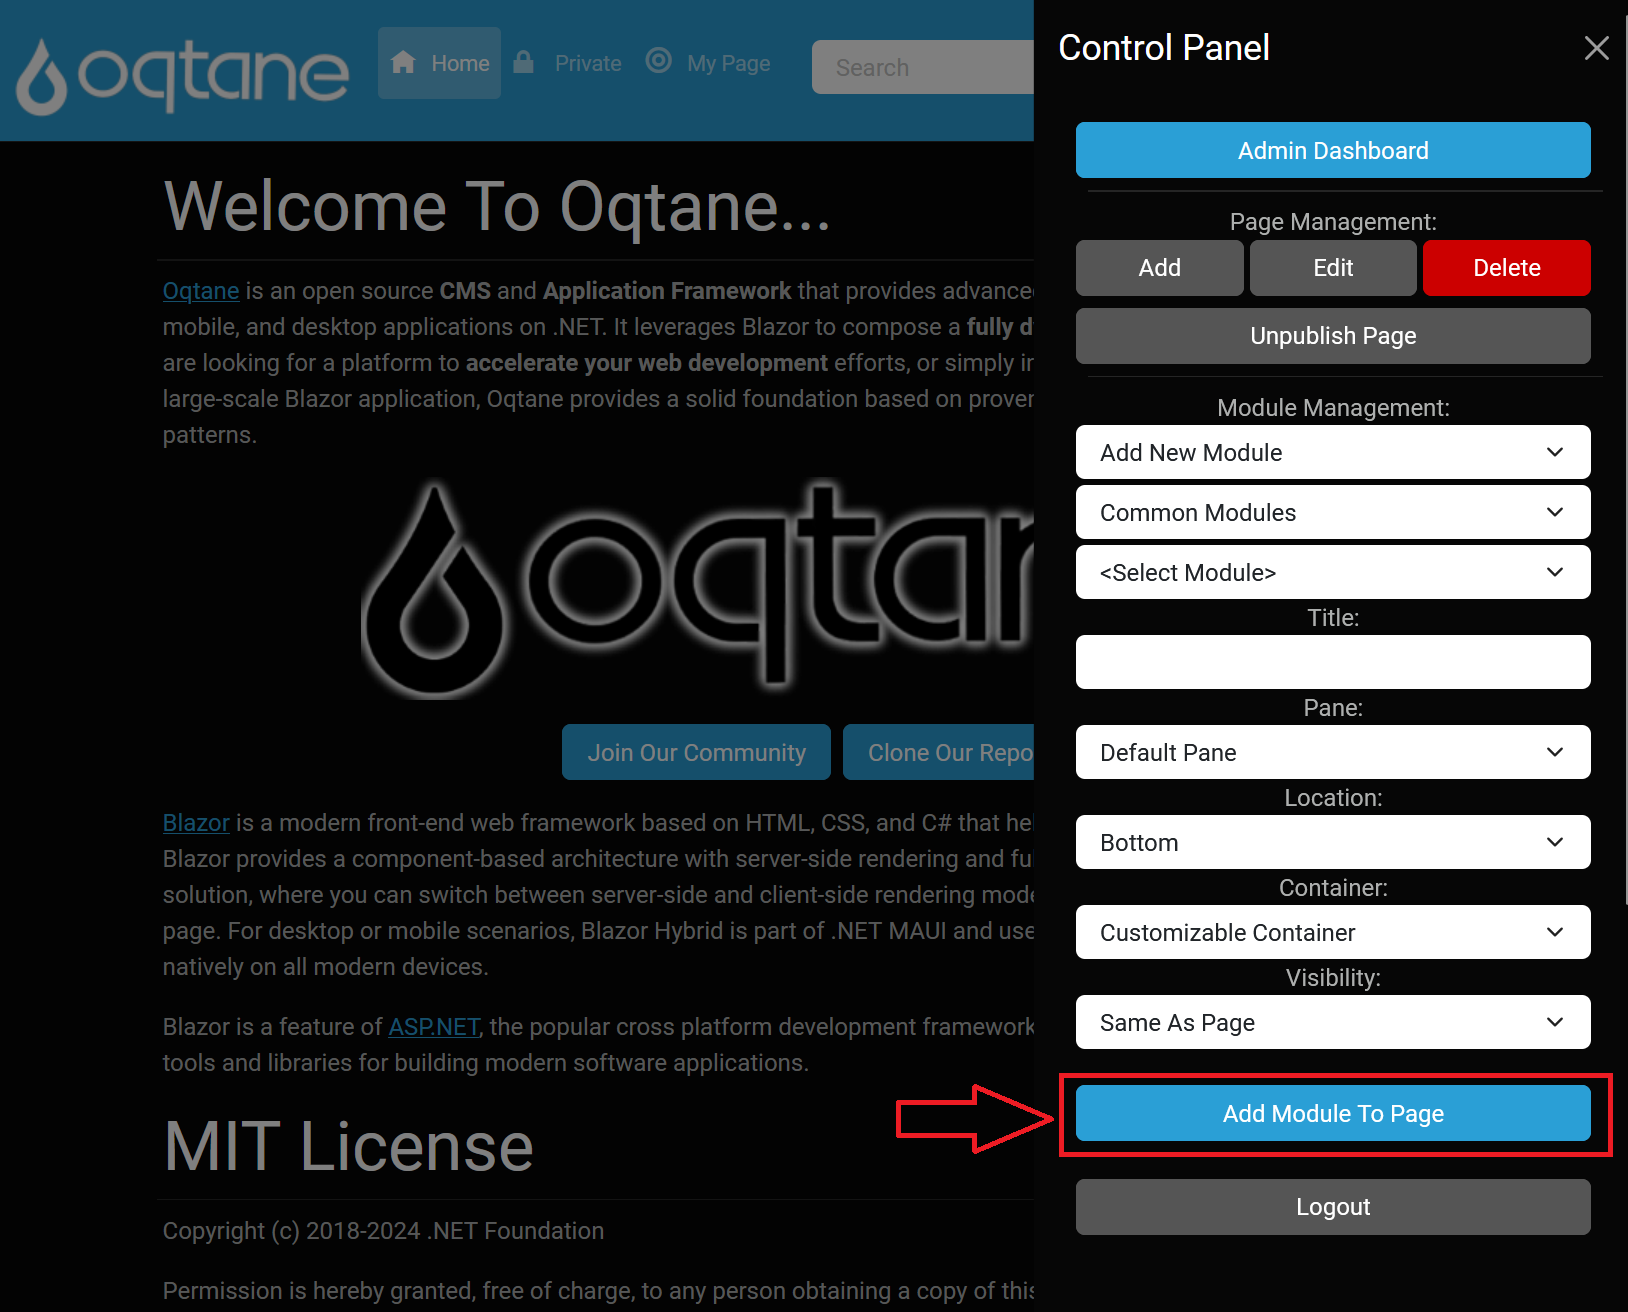 oqtane
Home
Private
My Page
Search
Welcome To Oqtane...
Oqtane is an open source CMS and Application Framework that provides advanced
mobile, and desktop applications on .NET. It leverages Blazor to compose a fully d
are looking for a platform to accelerate your web development efforts, or simply in
large-scale Blazor application, Oqtane provides a solid foundation based on proven
patterns.
oqtan
Join Our Community
Clone Our Repo
Blazor is a modern front-end web framework based on HTML, CSS, and C# that hel
Blazor provides a component-based architecture with server-side rendering and ful
solution, where you can switch between server-side and client-side rendering mode
page. For desktop or mobile scenarios, Blazor Hybrid is part of .NET MAUI and use
natively on all modern devices.
Blazor is a feature of ASP.NET, the popular cross platform development framework
tools and libraries for building modern software applications.
MIT License
Copyright (c) 2018-2024 .NET Foundation
Permission is hereby granted, free of charge, to any person obtaining a copy of this
Control Panel
Admin Dashboard
Page Management:
Add
Edit
Delete
Unpublish Page
Module Management:
Add New Module
Common Modules
<Select Module>
Title:
Pane:
Default Pane
Location:
Bottom
Container:
Customizable Container
Visibility:
Same As Page
Add Module To Page
Logout